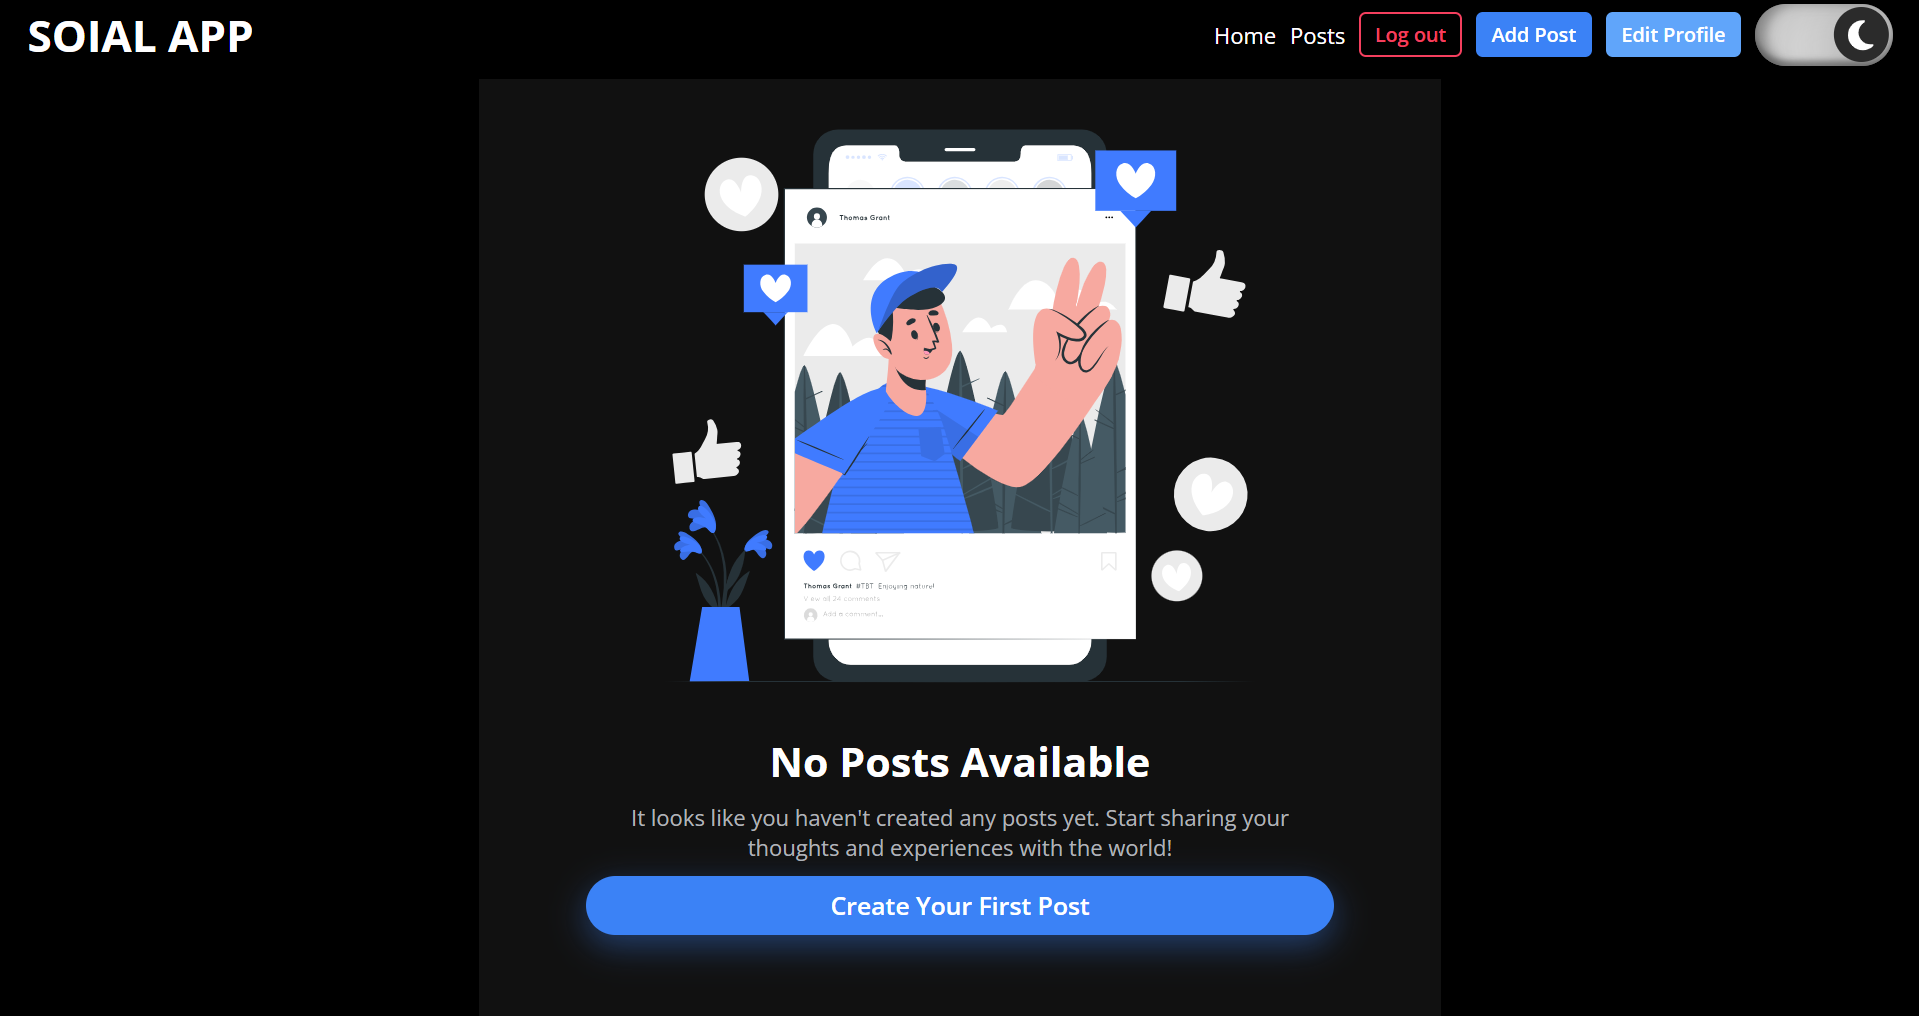 SOIAL APP
Home Posts Log out Add Post Edit Profile
Thomas Grant
Thomas Grant #TBT Enjoying nature!
View all 24 comments
Add a comment...
No Posts Available
It looks like you haven't created any posts yet. Start sharing your
thoughts and experiences with the world!
Create Your First Post